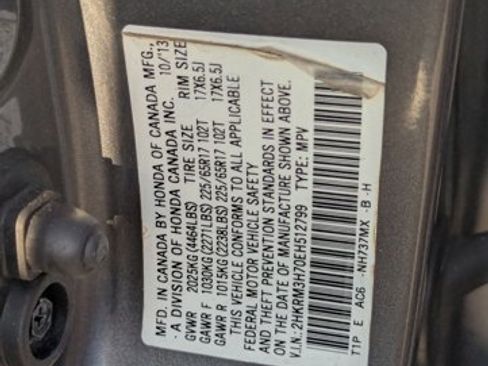 MFD. IN CANADA BY HONDA OF CANADA MFG.,
- A DIVISION OF HONDA CANADA INC. 10/13
GVWR 2025KG(4464LBS) TIRE SIZE RIM SIZE
GAWR F 1030KG(2271LBS) 225/65R17 102T 17X6.5J
GAWR R 1015KG(2238LBS) 225/65R17 102T 17X6.5J
THIS VEHICLE CONFORMS TO ALL APPLICABLE
FEDERAL MOTOR VEHICLE SAFETY
AND THEFT PREVENTION STANDARDS IN EFFECT
ON THE DATE OF MANUFACTURE SHOWN ABOVE.
V.I.N.: 2HKRM3H70EH512799 TYPE: MPV
T1P E AC6 -NH737MX -B -H